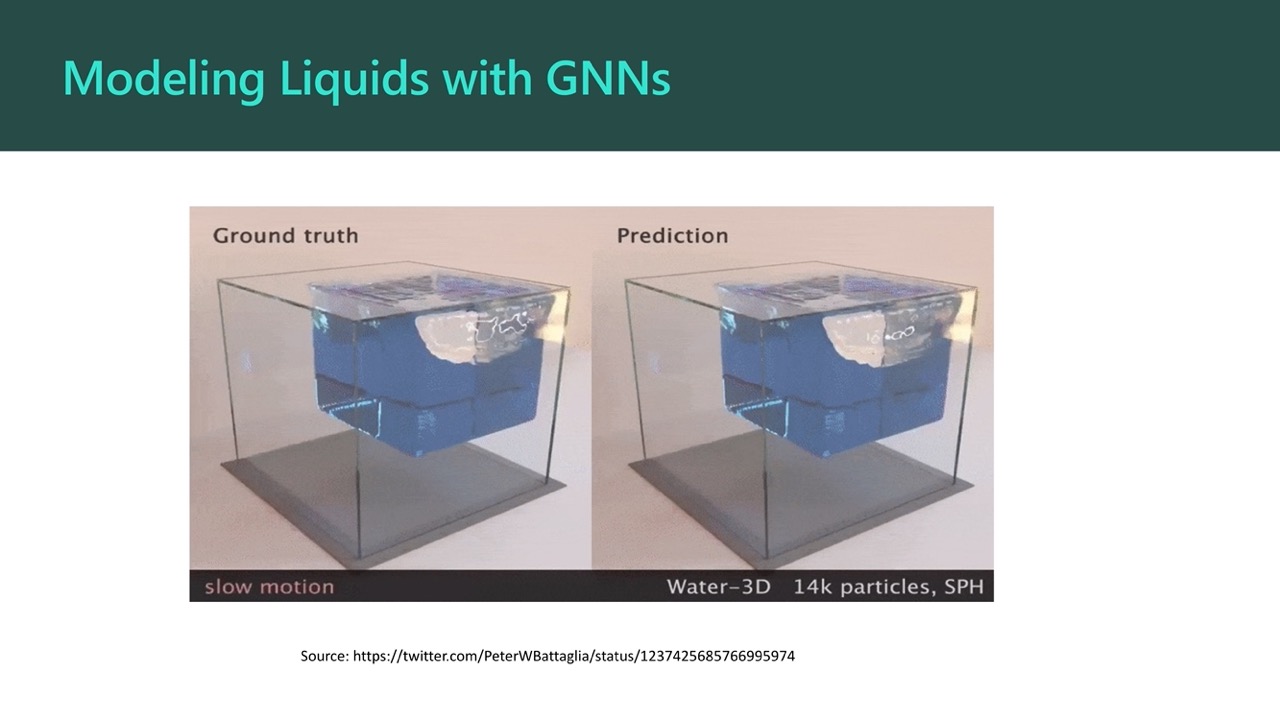 Modeling Liquids with GNNs
Ground truth
Prediction
slow motion
Water-3D 14k particles, SPH
Source: https://twitter.com/PeterWBattaglia/status/1237425685766995974